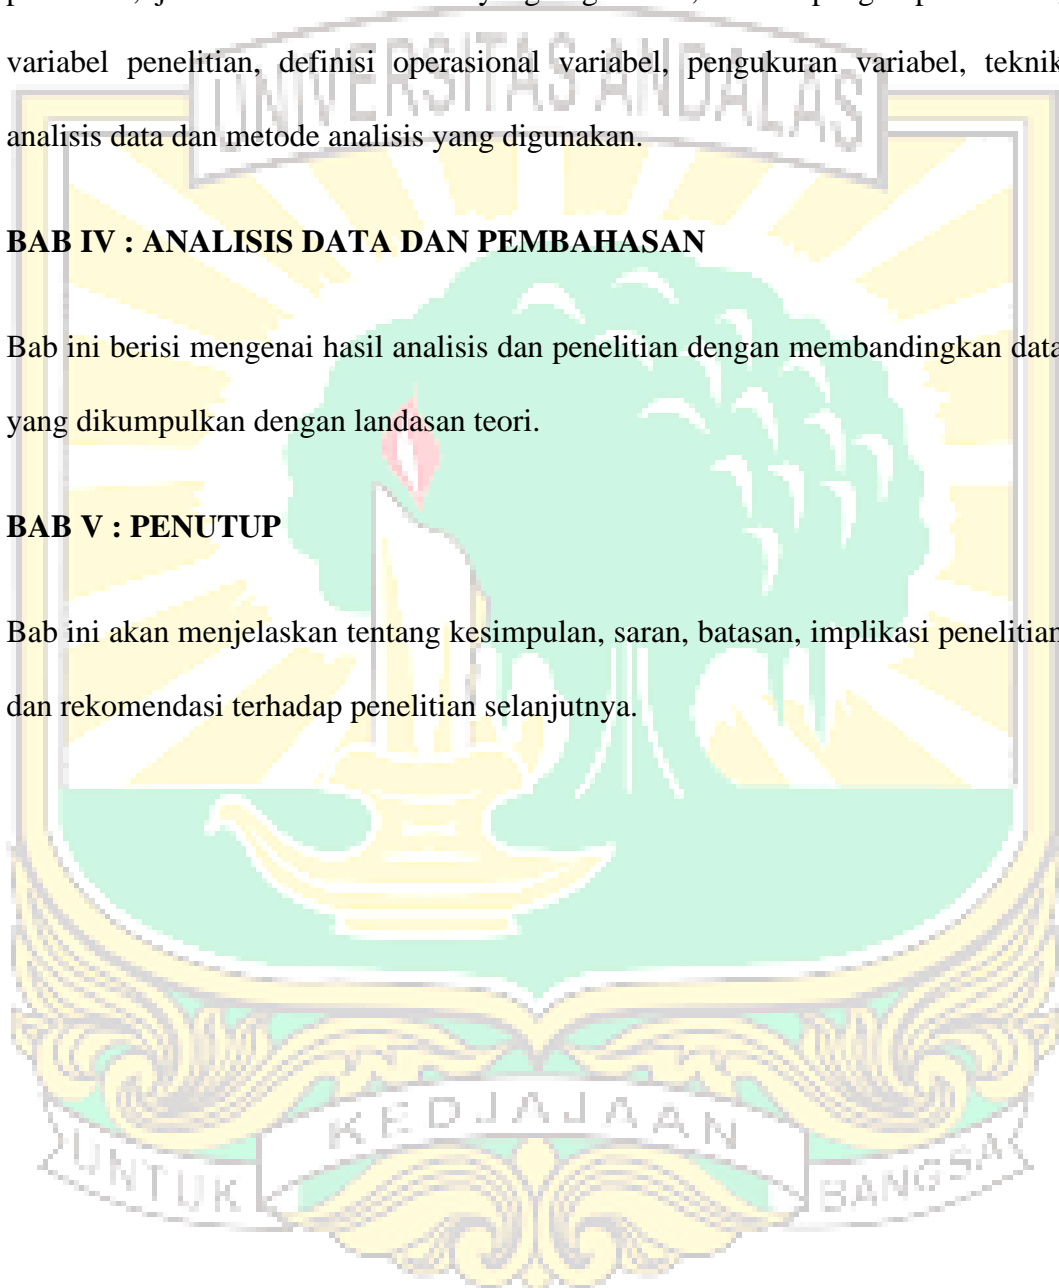 variabel penelitian, definisi operasional variabel, pengukuran variabel, teknik
UNIVERSITAS ANDALAS
analisis data dan metode analisis yang digunakan.
BAB IV : ANALISIS DATA DAN PEMBAHASAN
Bab ini berisi mengenai hasil analisis dan penelitian dengan membandingkan data
yang dikumpulkan dengan landasan teori.
BAB V : PENUTUP
Bab ini akan menjelaskan tentang kesimpulan, saran, batasan, implikasi penelitian
dan rekomendasi terhadap penelitian selanjutnya.
KEDJAJAAN
UNTUK BANGSA